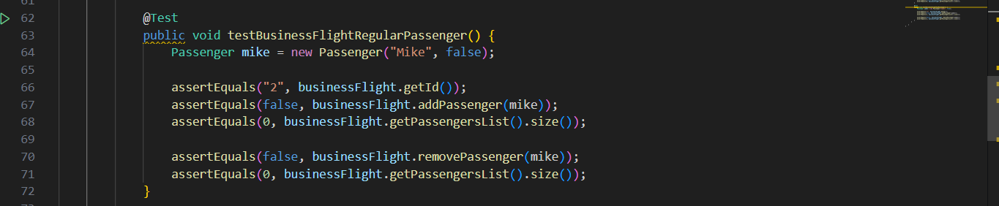 61
62 @Test
63 public void testBusinessFlightRegularPassenger() {
64 Passenger mike = new Passenger("Mike", false);
65
66 assertEquals("2", businessFlight.getId());
67 assertEquals(false, businessFlight.addPassenger(mike));
68 assertEquals(0, businessFlight.getPassengersList().size());
69
70 assertEquals(false, businessFlight.removePassenger(mike));
71 assertEquals(0, businessFlight.getPassengersList().size());
72 }